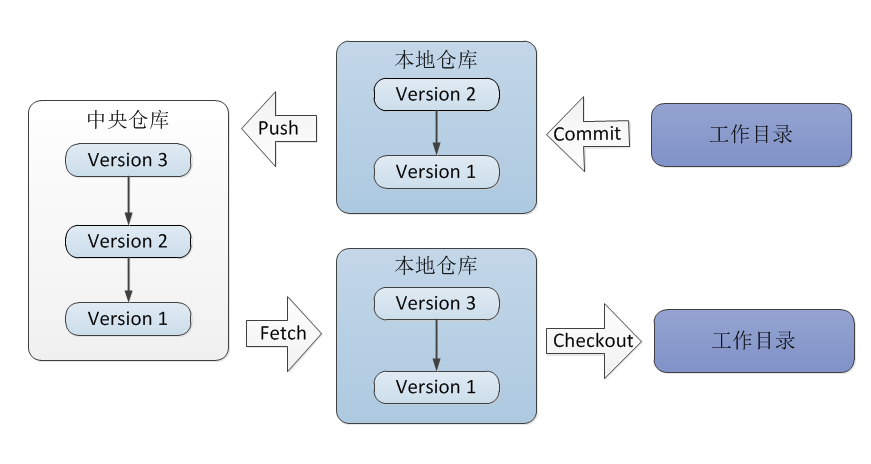 中央仓库
Version 3
Version 2
Version 1
Push
本地仓库
Version 2
Version 1
Commit
工作目录
Fetch
本地仓库
Version 3
Version 1
Checkout
工作目录